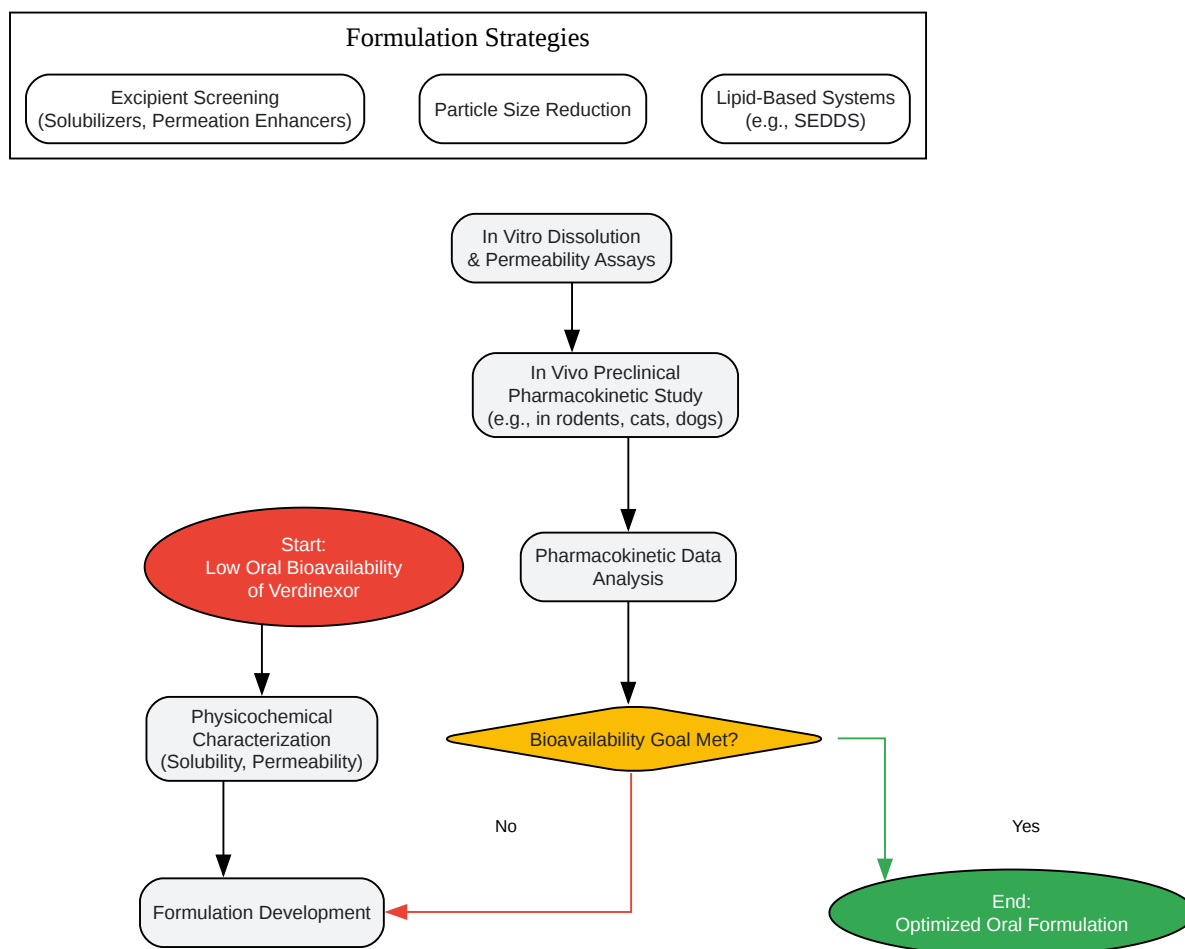 Formulation Strategies
Excipient Screening
(Solubilizers, Permeation Enhancers)
Particle Size Reduction
Lipid-Based Systems
(e.g., SEDDS)
In Vitro Dissolution
& Permeability Assays
In Vivo Preclinical
Pharmacokinetic Study
(e.g., in rodents, cats, dogs)
Start:
Low Oral Bioavailability
of Verdinexor
Pharmacokinetic Data
Analysis
Physicochemical
Characterization
(Solubility, Permeability)
Bioavailability Goal Met?
No
Yes
Formulation Development
End:
Optimized Oral Formulation